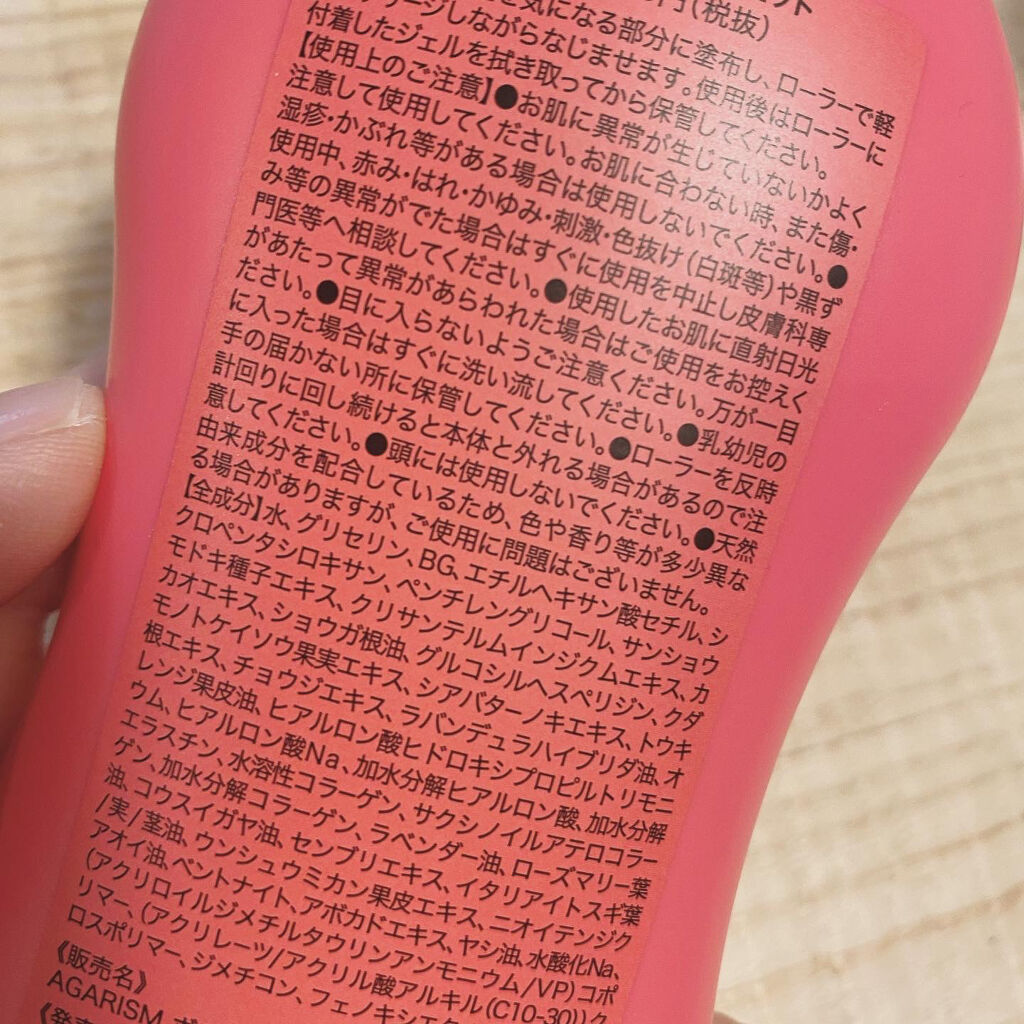 ット
円(税抜)
を気になる部分に塗布し、ローラーで軽
ージしながらなじませます。使用後はローラーに
付着したジェルを拭き取ってから保管してください。
【使用上のご注意】●お肌に異常が生じていないかよく
注意して使用してください。お肌に合わない時、また傷・
湿疹・かぶれ等がある場合は使用しないでください。●
使用中、赤み・はれ・かゆみ・刺激・色抜け(白斑等)や黒ず
み等の異常がでた場合はすぐに使用を中止し皮膚科専
門医等へ相談してください。●使用したお肌に直射日光
があたって異常があらわれた場合はご使用をお控えく
ださい。●目に入らないようご注意ください。万が一目
に入った場合はすぐに洗い流してください。●乳幼児の
手の届かない所に保管してください。●ローラーを反時
計回りに回し続けると本体と外れる場合があるので注
意してください。●頭には使用しないでください。●天然
由来成分を配合しているため、色や香り等が多少異な
る場合がありますが、ご使用に問題はございません。
【全成分】水、グリセリン、BG、エチルヘキサン酸セチル、シ
クロペンタシロキサン、ペンチレングリコール、サンショウ
モドキ種子エキス、クリサンテルムインジクムエキス、カ
カオエキス、ショウガ根油、グルコシルヘスペリジン、クダ
モノトケイソウ果実エキス、シアバターノキエキス、トウキ
根エキス、チョウジエキス、ラバンデュラハイブリダ油、オ
レンジ果皮油、ヒアルロン酸ヒドロキシプロピルトリモニ
ウム、ヒアルロン酸Na、加水分解ヒアルロン酸、加水分解
エラスチン、水溶性コラーゲン、サクシノイルアテロコラー
ゲン、加水分解コラーゲン、ラベンダー油、ローズマリー葉
油、コウスイガヤ油、センブリエキス、イタリアイトスギ葉
/実/茎油、ウンシュウミカン果皮エキス、ニオイテンジク
アオイ油、ベントナイト、アボカドエキス、ヤシ油、水酸化Na、
(アクリロイルジメチルタウリンアンモニウム/VP)コポ
リマー、(アクリレーツ/アクリル酸アルキル(C10-30))ク
ロスポリマー、ジメチコン、フェノキシエタ
《販売名》
AGARISM